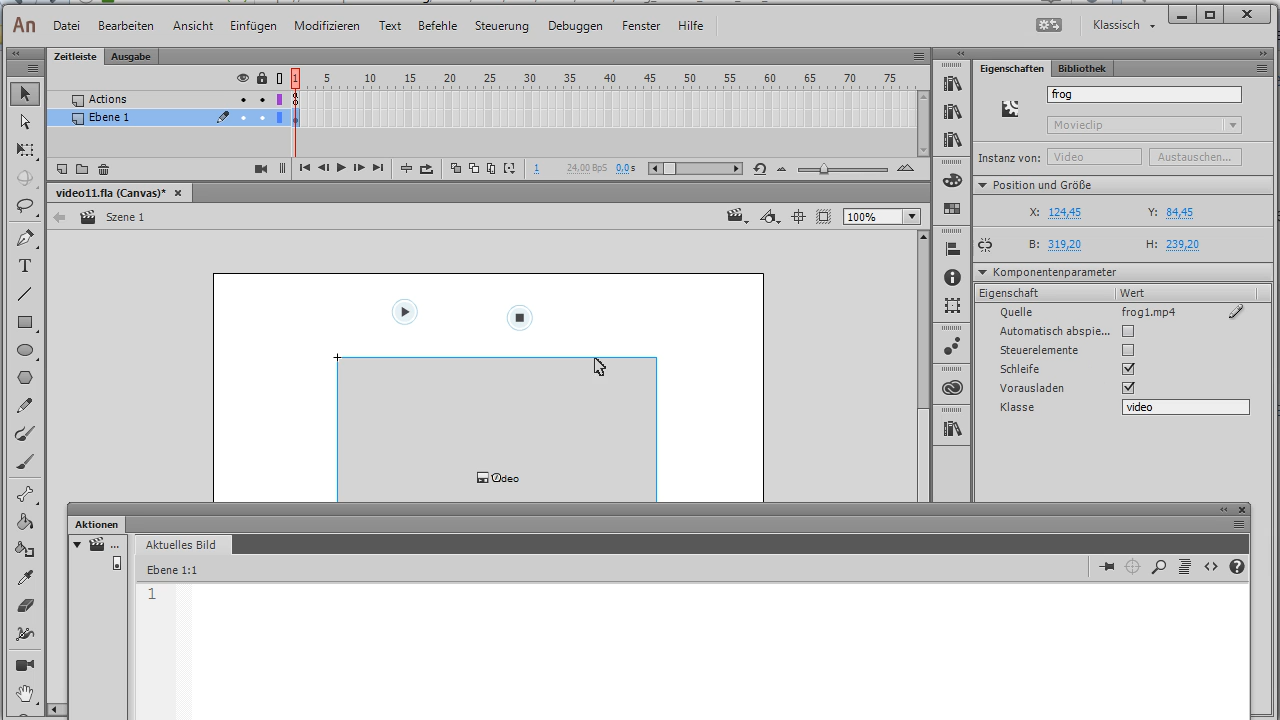 An Datei Bearbeiten Ansicht Einfügen Modifizieren Text Befehle Steuerung Debuggen Fenster Hilfe Klassisch
Zeitleiste Ausgabe
1 5 10 15 20 25 30 35 40 45 50 55 60 65 70 75
Actions
Ebene 1
1 24,00 BpS 0,0 s
video11.fla (Canvas)*
Szene 1
100%
Eigenschaften Bibliothek
frog
Movieclip
Instanz von: Video Austauschen...
Position und Größe
X: 124,45 Y: 84,45
B: 319,20 H: 239,20
Komponentenparameter
Eigenschaft Wert
Quelle frog1.mp4
Automatisch abspie...
Steuerelemente
Schleife
Vorausladen
Klasse video
Video
Aktionen
... Aktuelles Bild
Ebene 1:1
1